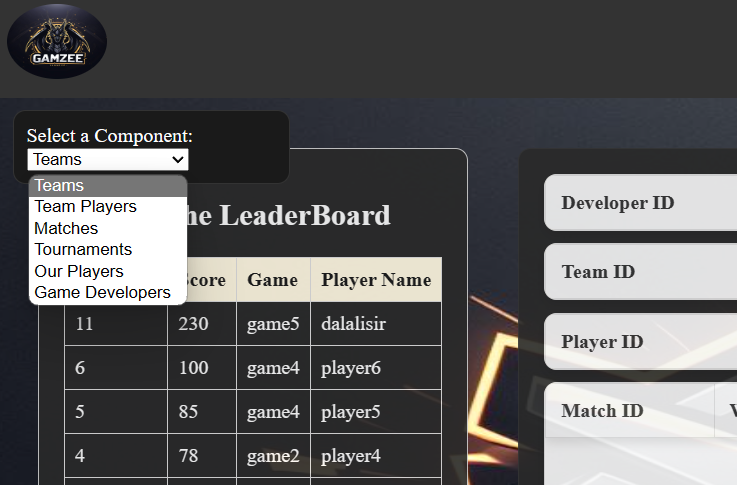 GAMZEE
Select a Component:
Teams
Teams
Team Players
Matches
Tournaments
Our Players
Game Developers
he LeaderBoard
core Game Player Name
11 230 game5 dalalisir
6 100 game4 player6
5 85 game4 player5
4 78 game2 player4
Developer ID
Team ID
Player ID
Match ID